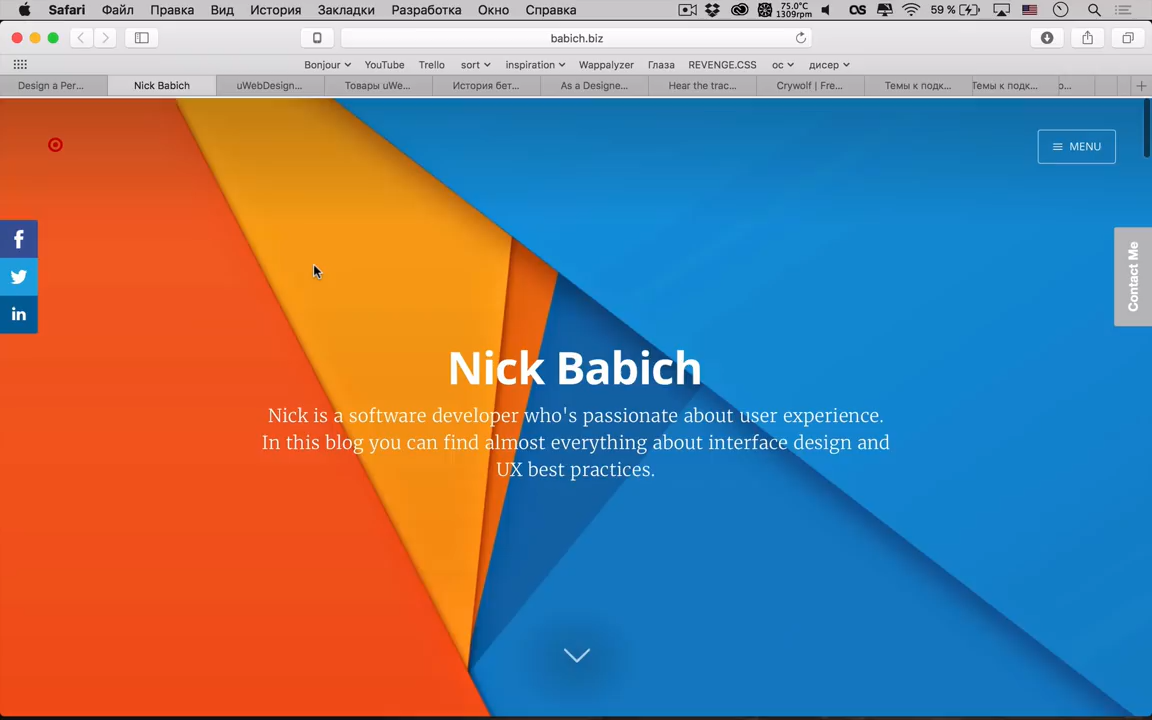 Safari Файл Правка Вид История Закладки Разработка Окно Справка 75.0°C 1309rpm 59 %
babich.biz
Bonjour YouTube Trello sort inspiration Wappalyzer Глаза REVENGE.CSS ос дисер
Design a Per... Nick Babich uWebDesign... Товары uWe... История бет... As a Designe... Hear the trac... Crywolf | Fre... Темы к подк... Темы к подк...
MENU
Contact Me
Nick Babich
Nick is a software developer who's passionate about user experience.
In this blog you can find almost everything about interface design and
UX best practices.